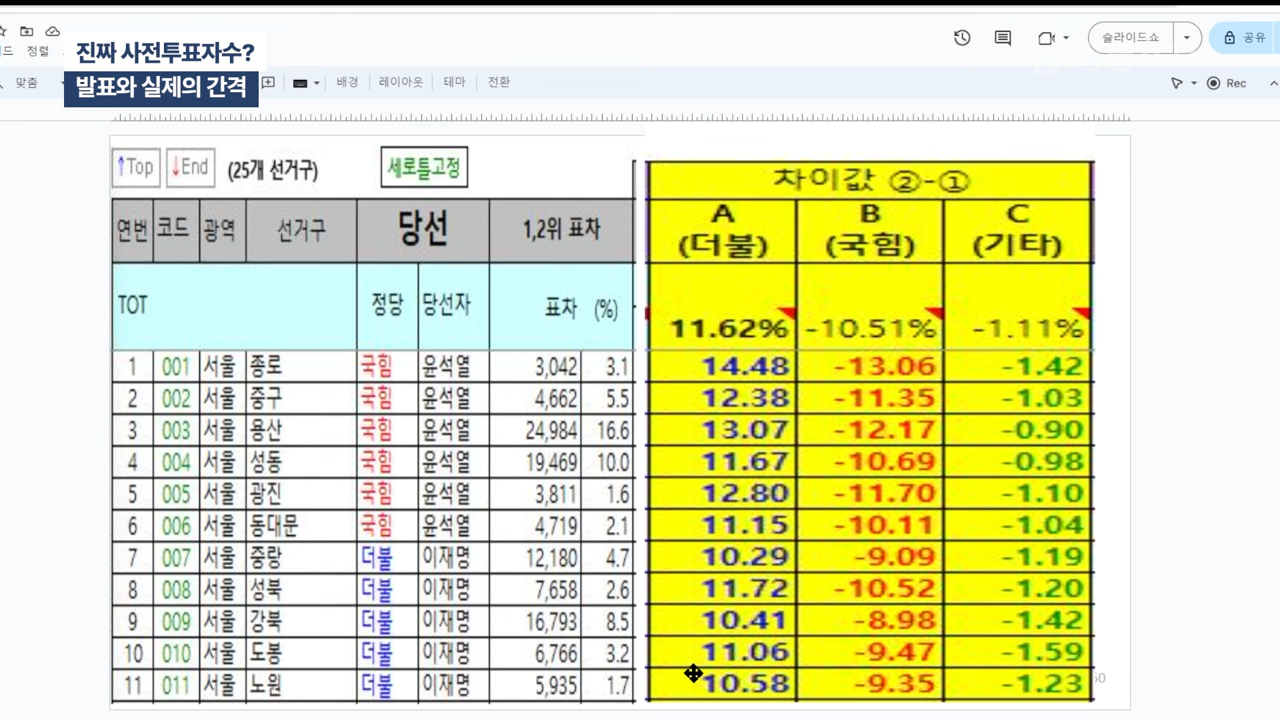 진짜 사전투표자수?
발표와 실제의 간격
정렬
슬라이드쇼
공유
맞춤
배경
레이아웃
테마
전환
Rec
↑Top ↓End (25개 선거구) 세로틀고정
차이값 ②-①
연번 코드 광역 선거구 당선 1,2위 표차 A (더불) B (국힘) C (기타)
TOT 정당 당선자 표차 (%) 11.62% -10.51% -1.11%
1 001 서울 종로 국힘 윤석열 3,042 3.1 14.48 -13.06 -1.42
2 002 서울 중구 국힘 윤석열 4,662 5.5 12.38 -11.35 -1.03
3 003 서울 용산 국힘 윤석열 24,984 16.6 13.07 -12.17 -0.90
4 004 서울 성동 국힘 윤석열 19,469 10.0 11.67 -10.69 -0.98
5 005 서울 광진 국힘 윤석열 3,811 1.6 12.80 -11.70 -1.10
6 006 서울 동대문 국힘 윤석열 4,719 2.1 11.15 -10.11 -1.04
7 007 서울 중랑 더불 이재명 12,180 4.7 10.29 -9.09 -1.19
8 008 서울 성북 더불 이재명 7,658 2.6 11.72 -10.52 -1.20
9 009 서울 강북 더불 이재명 16,793 8.5 10.41 -8.98 -1.42
10 010 서울 도봉 더불 이재명 6,766 3.2 11.06 -9.47 -1.59
11 011 서울 노원 더불 이재명 5,935 1.7 10.58 -9.35 -1.23